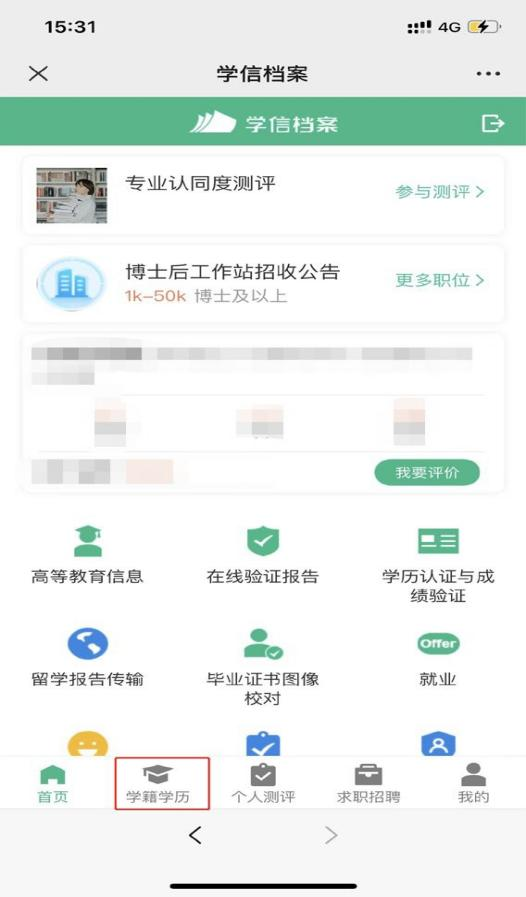 15:31
4G
学信档案
学信档案
专业认同度测评
参与测评
博士后工作站招收公告
更多职位
1k-50k 博士及以上
我要评价
高等教育信息
在线验证报告
学历认证与成
绩验证
留学报告传输
毕业证书图像
校对
Offer
就业
首页
学籍学历
个人测评
求职招聘
我的